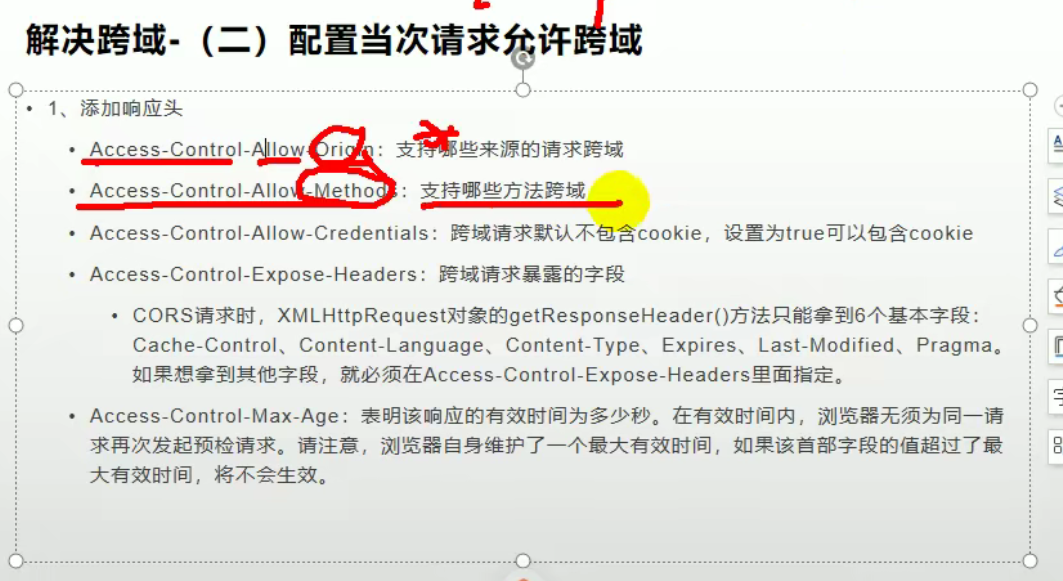 解决跨域-（二）配置当次请求允许跨域
• 1、添加响应头
• Access-Control-Allow-Origin：支持哪些来源的请求跨域
• Access-Control-Allow-Methods：支持哪些方法跨域
• Access-Control-Allow-Credentials：跨域请求默认不包含cookie，设置为true可以包含cookie
• Access-Control-Expose-Headers：跨域请求暴露的字段
• CORS请求时，XMLHttpRequest对象的getResponseHeader()方法只能拿到6个基本字段：
Cache-Control、Content-Language、Content-Type、Expires、Last-Modified、Pragma。
如果想拿到其他字段，就必须在Access-Control-Expose-Headers里面指定。
• Access-Control-Max-Age：表明该响应的有效时间为多少秒。在有效时间内，浏览器无须为同一请
求再次发起预检请求。请注意，浏览器自身维护了一个最大有效时间，如果该首部字段的值超过了最
大有效时间，将不会生效。